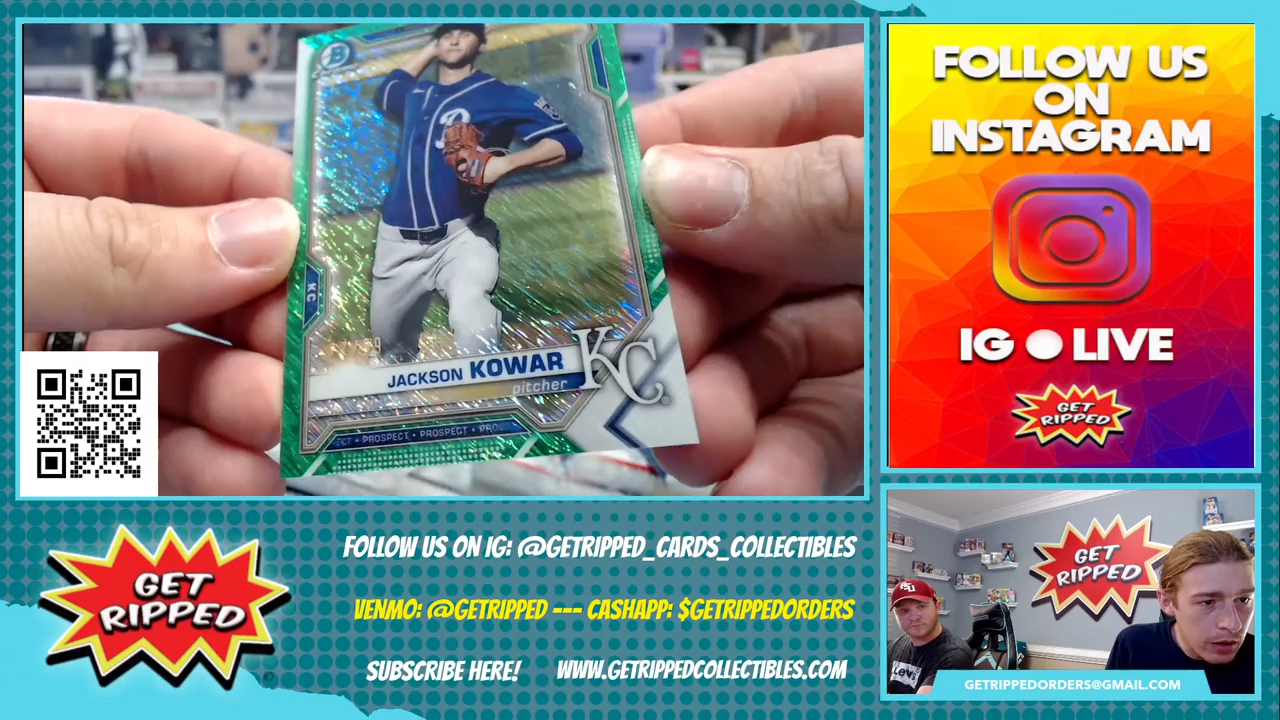 B
KC
JACKSON KOWAR
pitcher
KC
PROSPECT • PROSPECT
FOLLOW US
ON
INSTAGRAM
IG LIVE
GET
RIPPED
GET
RIPPED
FOLLOW US ON IG: @GETRIPPED_CARDS_COLLECTIBLES
VENMO: @GETRIPPED --- CASHAPP: $GETRIPPEDORDERS
SUBSCRIBE HERE! WWW.GETRIPPEDCOLLECTIBLES.COM
GET
RIPPED
GETRIPPEDORDERS@GMAIL.COM